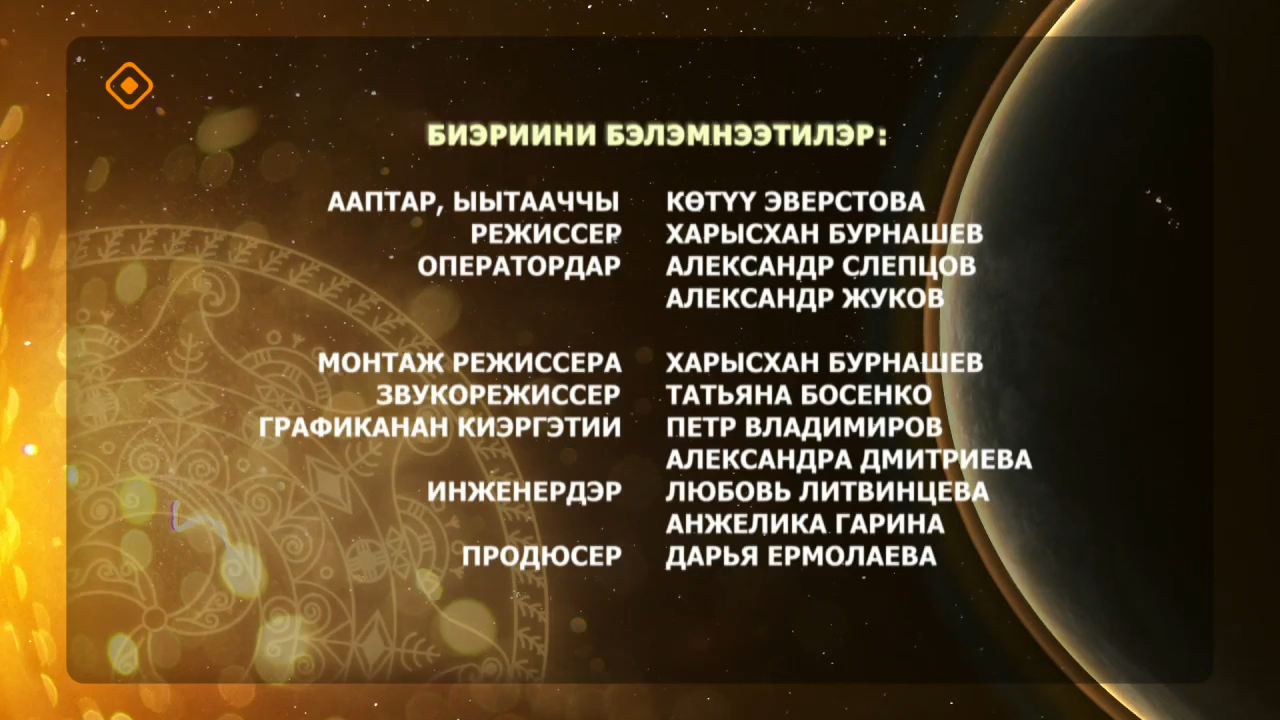 БИЭРИИНИ БЭЛЭМНЭЭТИЛЭР:
ААПТАР, ЫЫТААЧЧЫ КӨТҮҮ ЭВЕРСТОВА
РЕЖИССЕР ХАРЫСХАН БУРНАШЕВ
ОПЕРАТОРДАР АЛЕКСАНДР СЛЕПЦОВ
АЛЕКСАНДР ЖУКОВ
МОНТАЖ РЕЖИССЕРА ХАРЫСХАН БУРНАШЕВ
ЗВУКОРЕЖИССЕР ТАТЬЯНА БОСЕНКО
ГРАФИКАНАН КИЭРГЭТИИ ПЕТР ВЛАДИМИРОВ
АЛЕКСАНДРА ДМИТРИЕВА
ИНЖЕНЕРДЭР ЛЮБОВЬ ЛИТВИНЦЕВА
АНЖЕЛИКА ГАРИНА
ПРОДЮСЕР ДАРЬЯ ЕРМОЛАЕВА